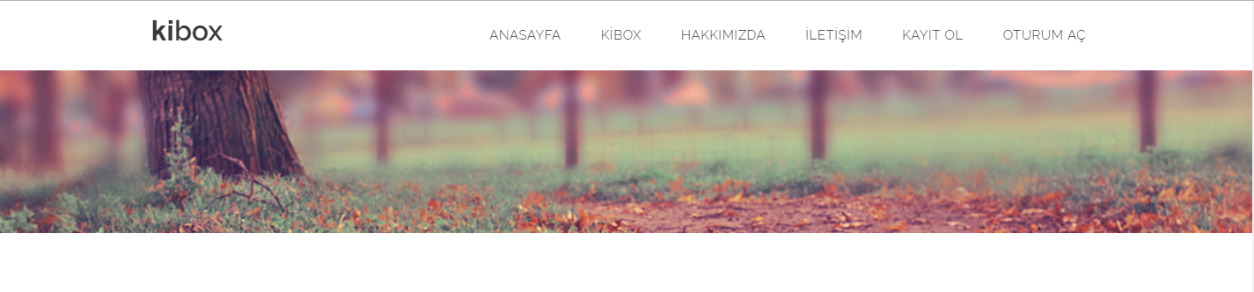 kibox ANASAYFA KİBOX HAKKIMIZDA İLETİŞİM KAYIT OL OTURUM AÇ